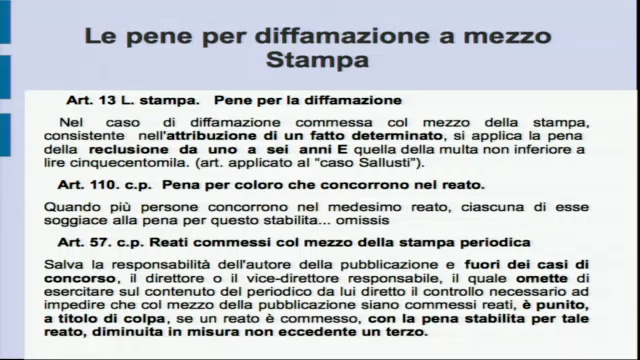 Le pene per diffamazione a mezzo
Stampa
Art. 13 L. stampa. Pene per la diffamazione
Nel caso di diffamazione commessa col mezzo della stampa,
consistente nell'attribuzione di un fatto determinato, si applica la pena
della reclusione da uno a sei anni E quella della multa non inferiore a
lire cinquecentomila. (art. applicato al “caso Sallusti”).
Art. 110. c.p. Pena per coloro che concorrono nel reato.
Quando più persone concorrono nel medesimo reato, ciascuna di esse
soggiace alla pena per questo stabilita... omissis
Art. 57. c.p. Reati commessi col mezzo della stampa periodica
Salva la responsabilità dell'autore della pubblicazione e fuori dei casi di
concorso, il direttore o il vice-direttore responsabile, il quale omette di
esercitare sul contenuto del periodico da lui diretto il controllo necessario ad
impedire che col mezzo della pubblicazione siano commessi reati, è punito,
a titolo di colpa, se un reato è commesso, con la pena stabilita per tale
reato, diminuita in misura non eccedente un terzo.